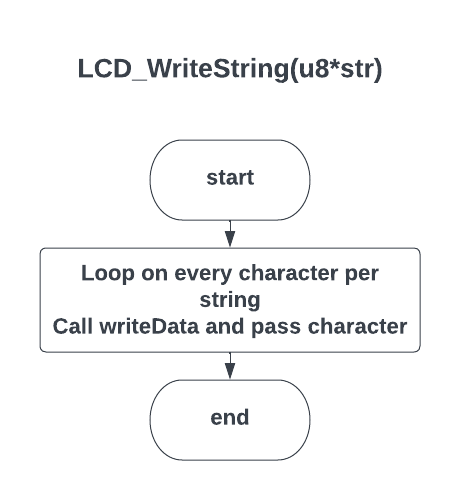 LCD_WriteString(u8*str)
start
Loop on every character per
string
Call writeData and pass character
end